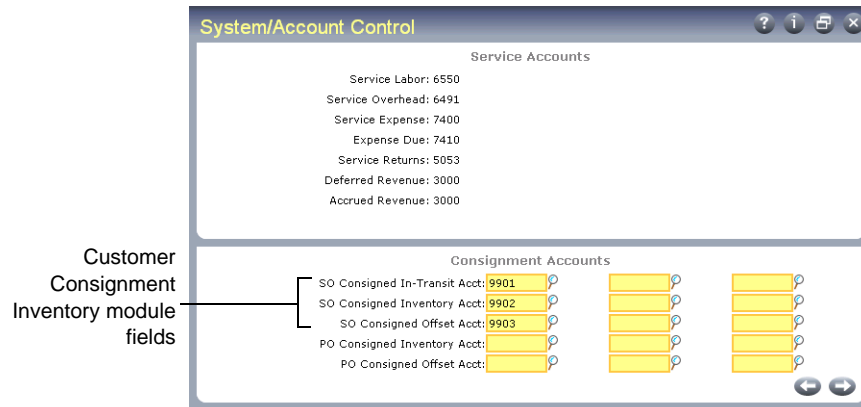 System/Account Control
? i
Service Accounts
Service Labor: 6550
Service Overhead: 6491
Service Expense: 7400
Expense Due: 7410
Service Returns: 5053
Deferred Revenue: 3000
Accrued Revenue: 3000
Customer
Consignment
Inventory module
fields
Consignment Accounts
SO Consigned In-Transit Acct: 9901
SO Consigned Inventory Acct: 9902
SO Consigned Offset Acct: 9903
PO Consigned Inventory Acct:
PO Consigned Offset Acct: